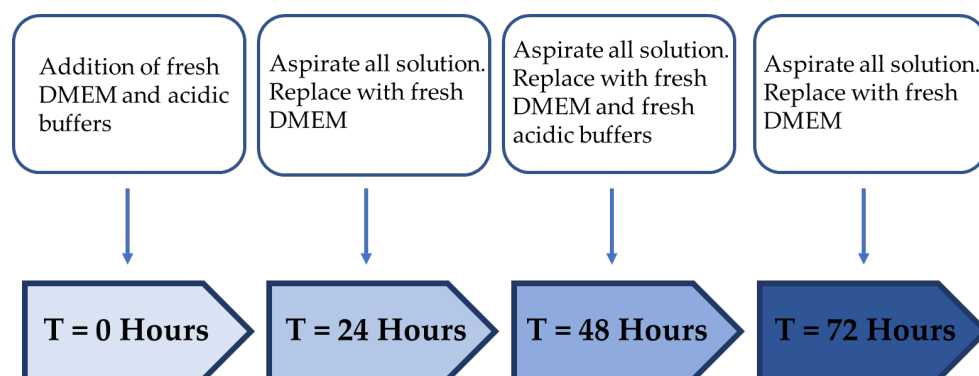 Addition of fresh
DMEM and acidic
buffers
Aspirate all solution.
Replace with fresh
DMEM
Aspirate all solution.
Replace with fresh
DMEM and fresh
acidic buffers
Aspirate all solution.
Replace with fresh
DMEM
T = 0 Hours
T = 24 Hours
T = 48 Hours
T = 72 Hours